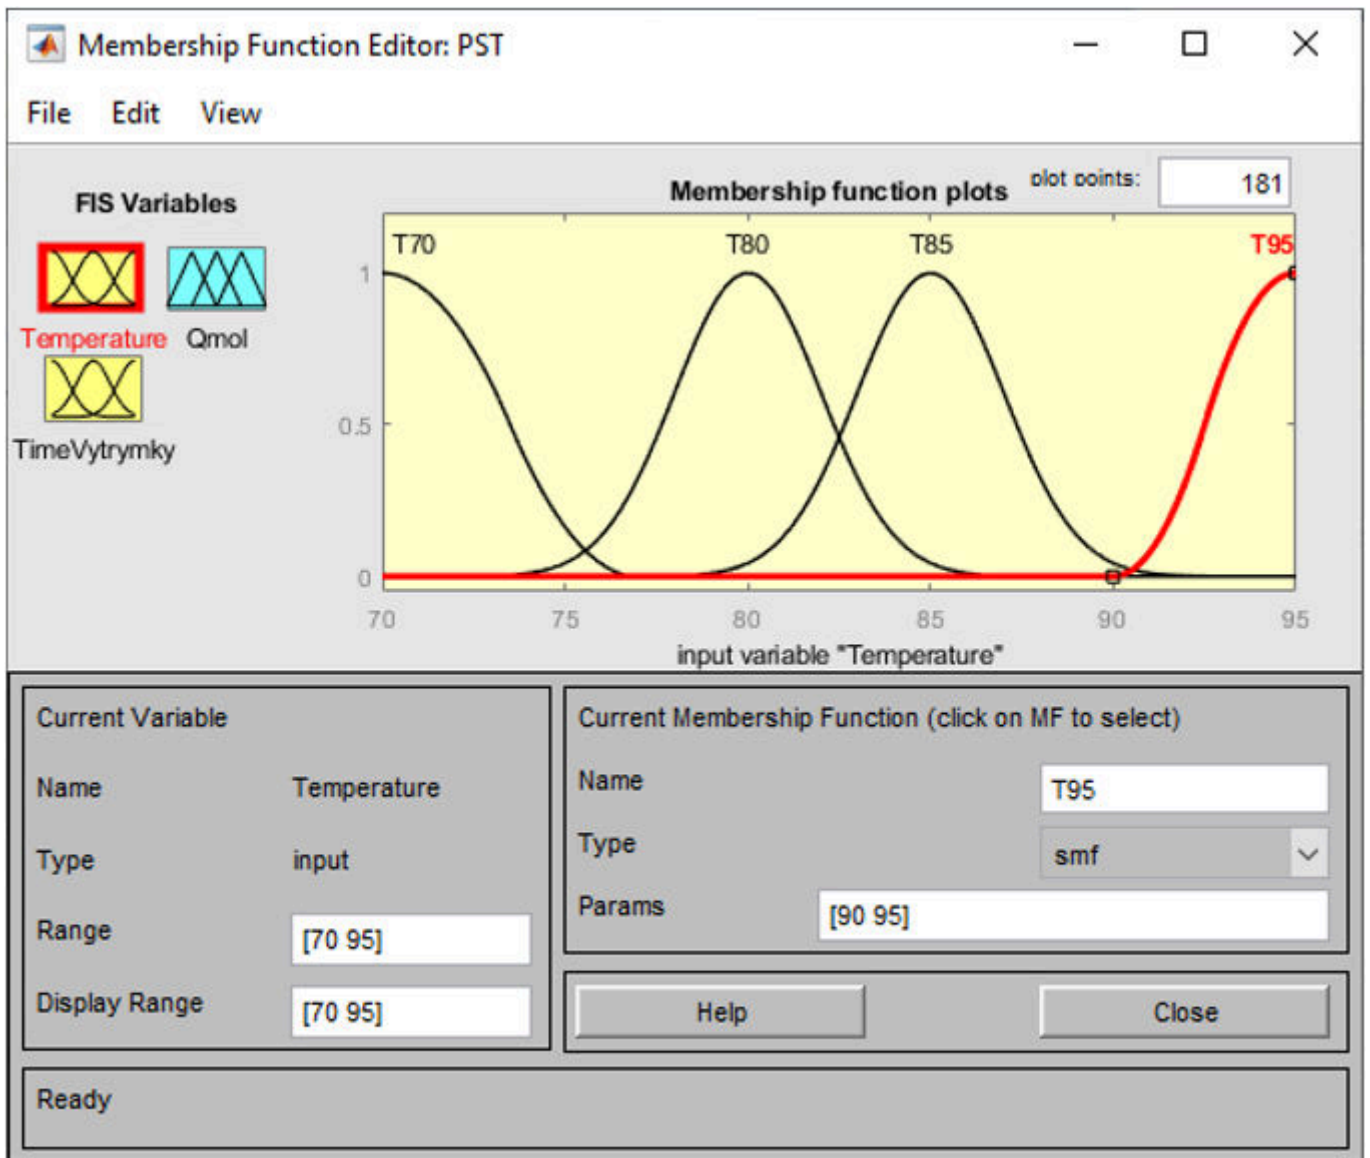 Membership Function Editor: PST
File Edit View
FIS Variables
Temperature Qmol
TimeVytrymky
Membership function plots plot points: 181
T70 T80 T85 T95
1
0.5
0
70 75 80 85 90 95
input variable "Temperature"
Current Variable
Name Temperature
Type input
Range [70 95]
Display Range [70 95]
Current Membership Function (click on MF to select)
Name T95
Type smf
Params [90 95]
Help Close
Ready